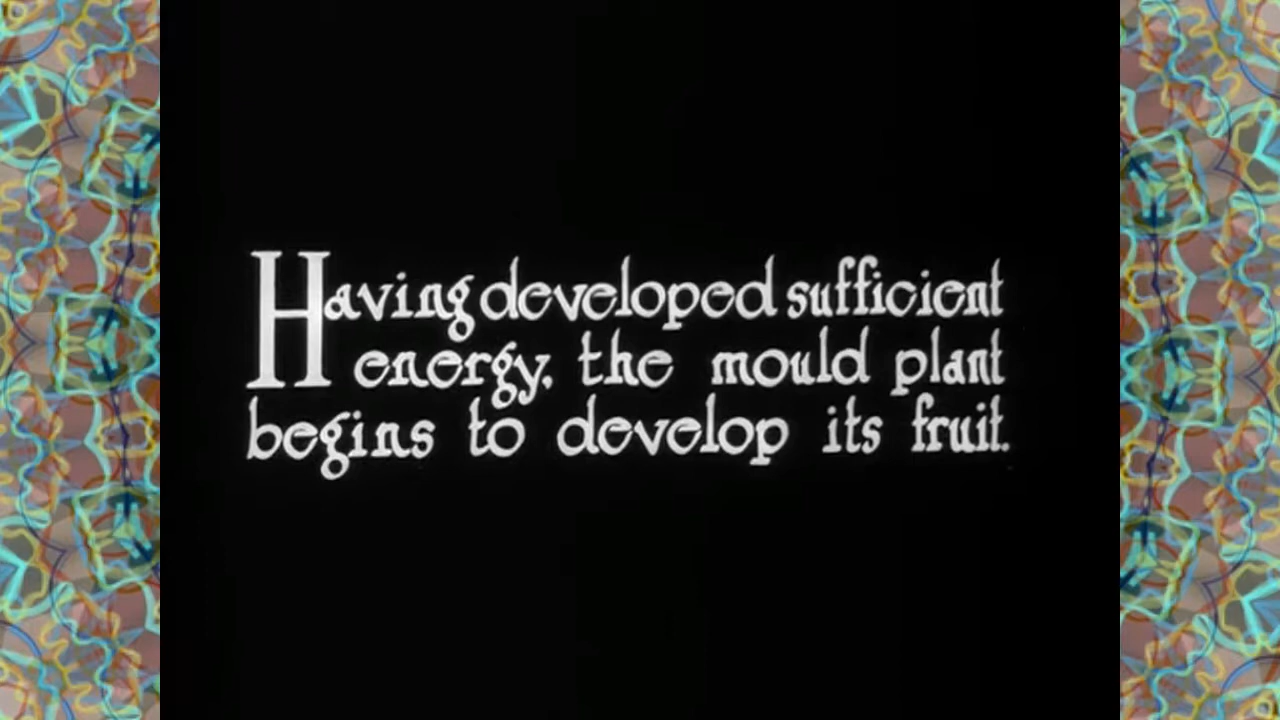 Having developed sufficient
energy, the mould plant
begins to develop its fruit.